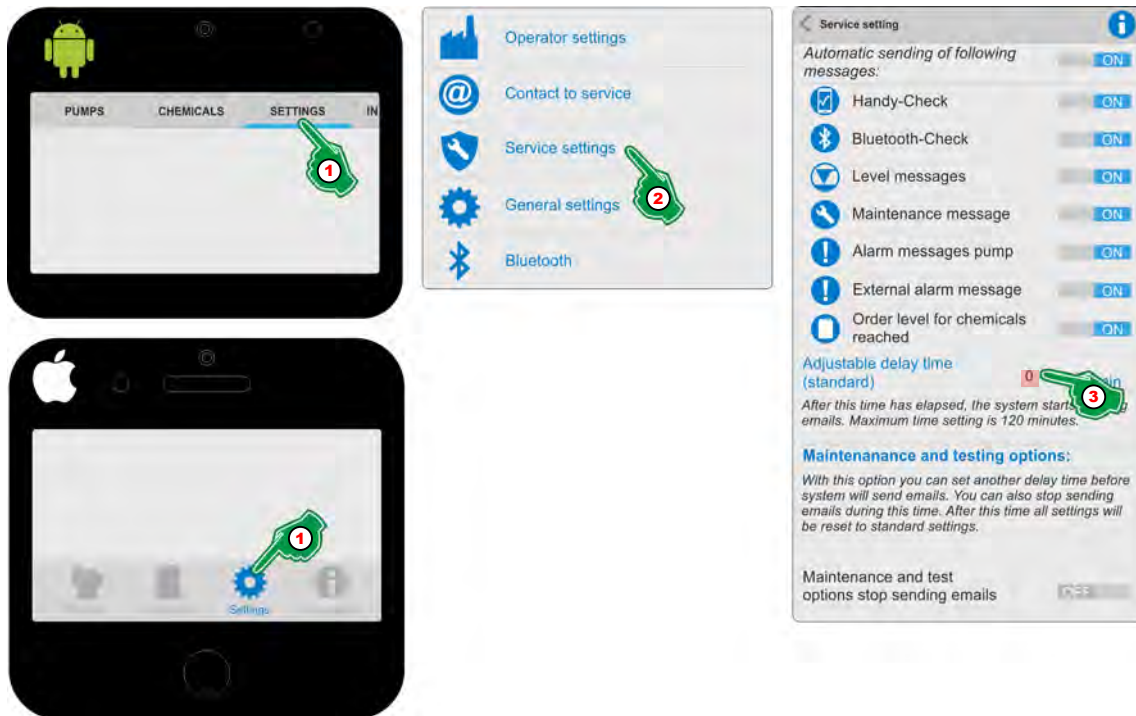 PUMPS CHEMICALS SETTINGS IN
1
Operator settings
Contact to service
Service settings
2
General settings
Bluetooth
Service setting
Automatic sending of following
messages:
ON
Handy-Check
ON
Bluetooth-Check
ON
Level messages
ON
Maintenance message
ON
Alarm messages pump
ON
External alarm message
ON
Order level for chemicals
reached
ON
Adjustable delay time
(standard)
0
3
After this time has elapsed, the system starts
emails. Maximum time setting is 120 minutes.
Maintenanance and testing options:
With this option you can set another delay time before
system will send emails. You can also stop sending
emails during this time. After this time all settings will
be reset to standard settings.
Maintenance and test
options stop sending emails
OFF
1
Settings